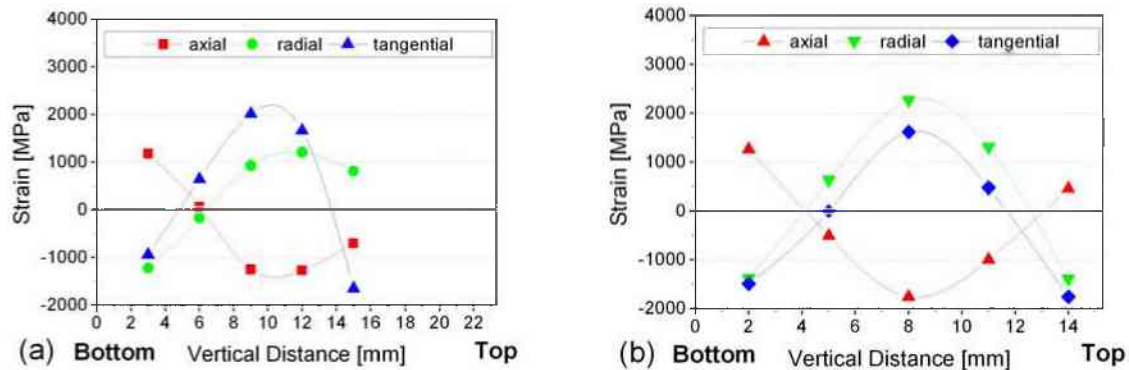 4000
axial radial tangential
3000
2000
1000
0
-1000
-2000
Strain [MPa]
0 2 4 6 8 10 12 14 16 18 20 22
(a) Bottom Vertical Distance [mm] Top
4000
axial radial tangential
3000
2000
1000
0
-1000
-2000
Strain [MPa]
0 2 4 6 8 10 12 14
(b) Bottom Vertical Distance [mm] Top